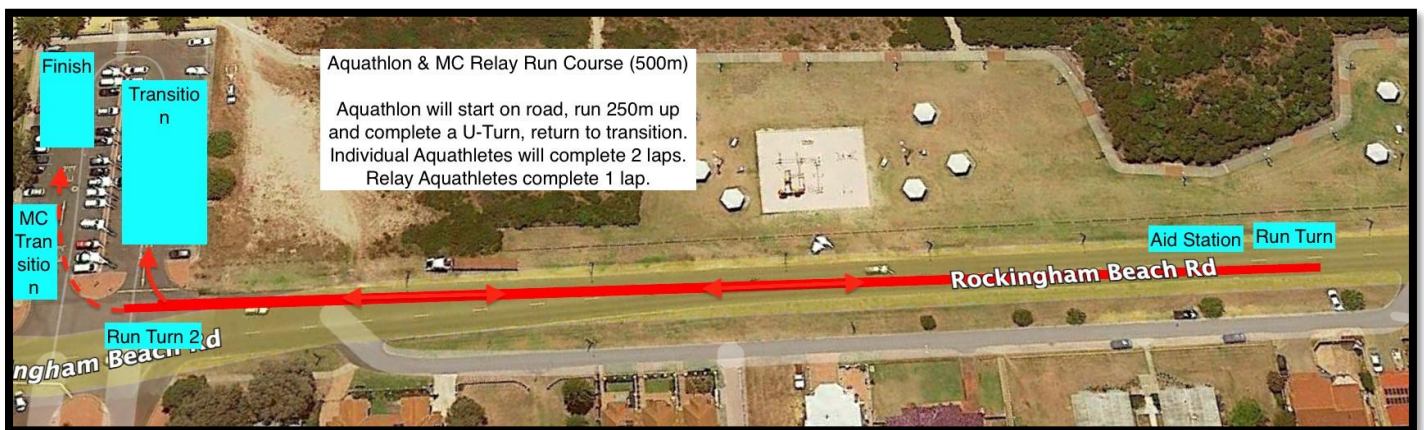 Finish
Transitio
n
MC
Tran
sitio
n
Aquathlon & MC Relay Run Course (500m)
Aquathlon will start on road, run 250m up
and complete a U-Turn, return to transition.
Individual Aquathletes will complete 2 laps.
Relay Aquathletes complete 1 lap.
Aid Station
Run Turn
Rockingham Beach Rd
Run Turn 2
ngham Beach Rd